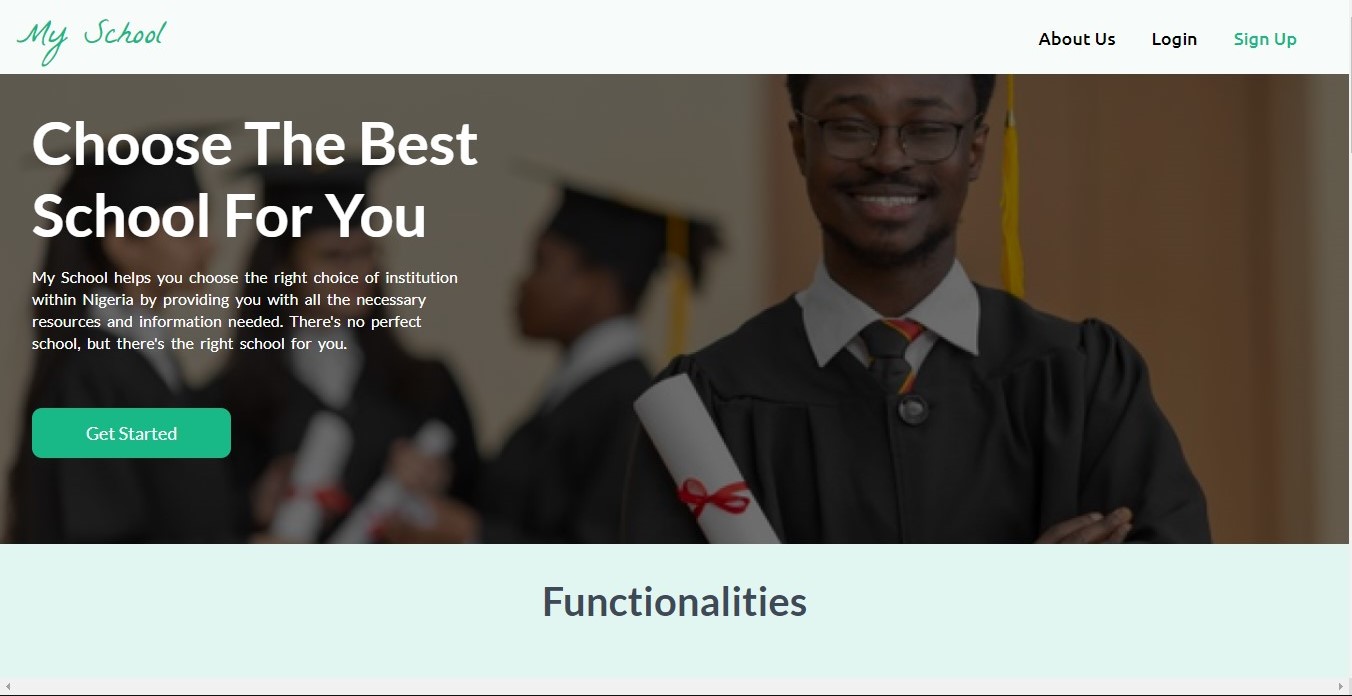 My School
About Us
Login
Sign Up
Choose The Best
School For You
My School helps you choose the right choice of institution
within Nigeria by providing you with all the necessary
resources and information needed. There's no perfect
school, but there's the right school for you.
Get Started
Functionalities